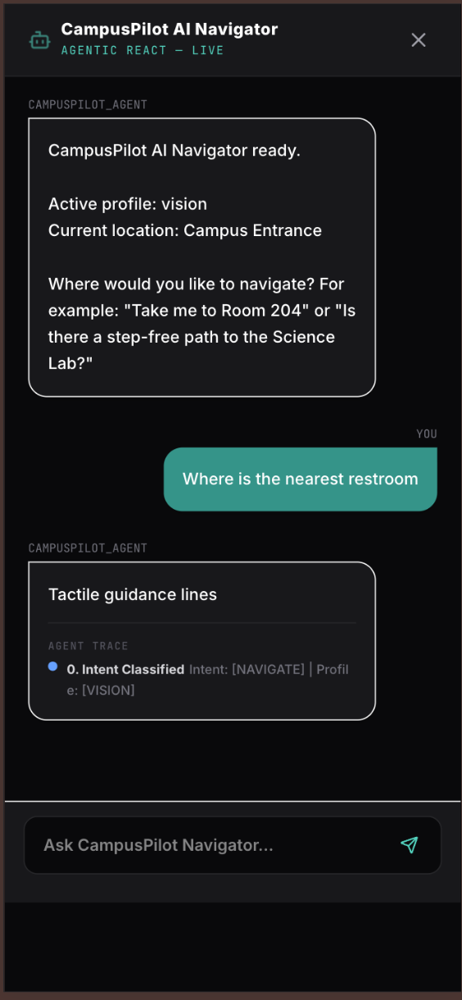 CampusPilot AI Navigator
AGENTIC REACT — LIVE
CAMPUSPILOT_AGENT
CampusPilot AI Navigator ready.
Active profile: vision
Current location: Campus Entrance
Where would you like to navigate? For
example: "Take me to Room 204" or "Is
there a step-free path to the Science
Lab?"
YOU
Where is the nearest restroom
CAMPUSPILOT_AGENT
Tactile guidance lines
AGENT TRACE
0. Intent Classified Intent: [NAVIGATE] | Profil
e: [VISION]
Ask CampusPilot Navigator...